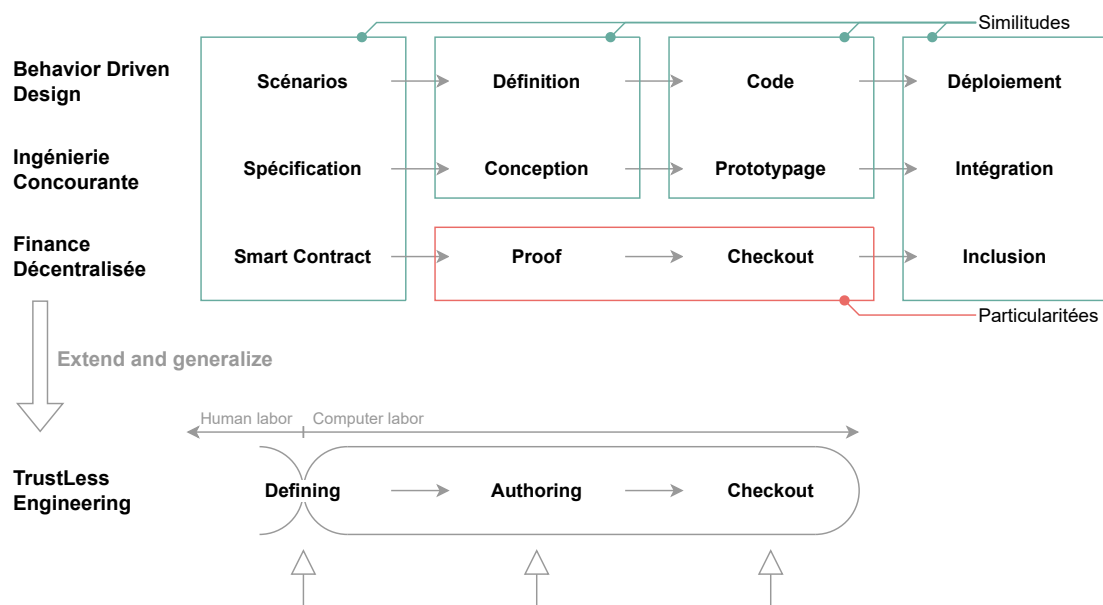 Similitudes
Behavior Driven
Design
Scénarios
Définition
Code
Déploiement
Ingénierie
Concourante
Spécification
Conception
Prototypage
Intégration
Finance
Décentralisée
Smart Contract
Proof
Checkout
Inclusion
Particularitées
Extend and generalize
Human labor
Computer labor
TrustLess
Engineering
Defining
Authoring
Checkout